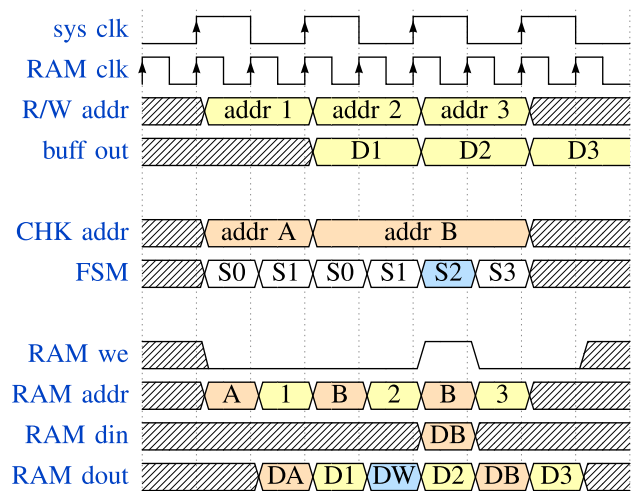 sys clk
RAM clk
R/W addr addr 1 addr 2 addr 3
buff out D1 D2 D3
CHK addr addr A addr B
FSM S0 S1 S0 S1 S2 S3
RAM we
RAM addr A 1 B 2 B 3
RAM din DB
RAM dout DA D1 DW D2 DB D3